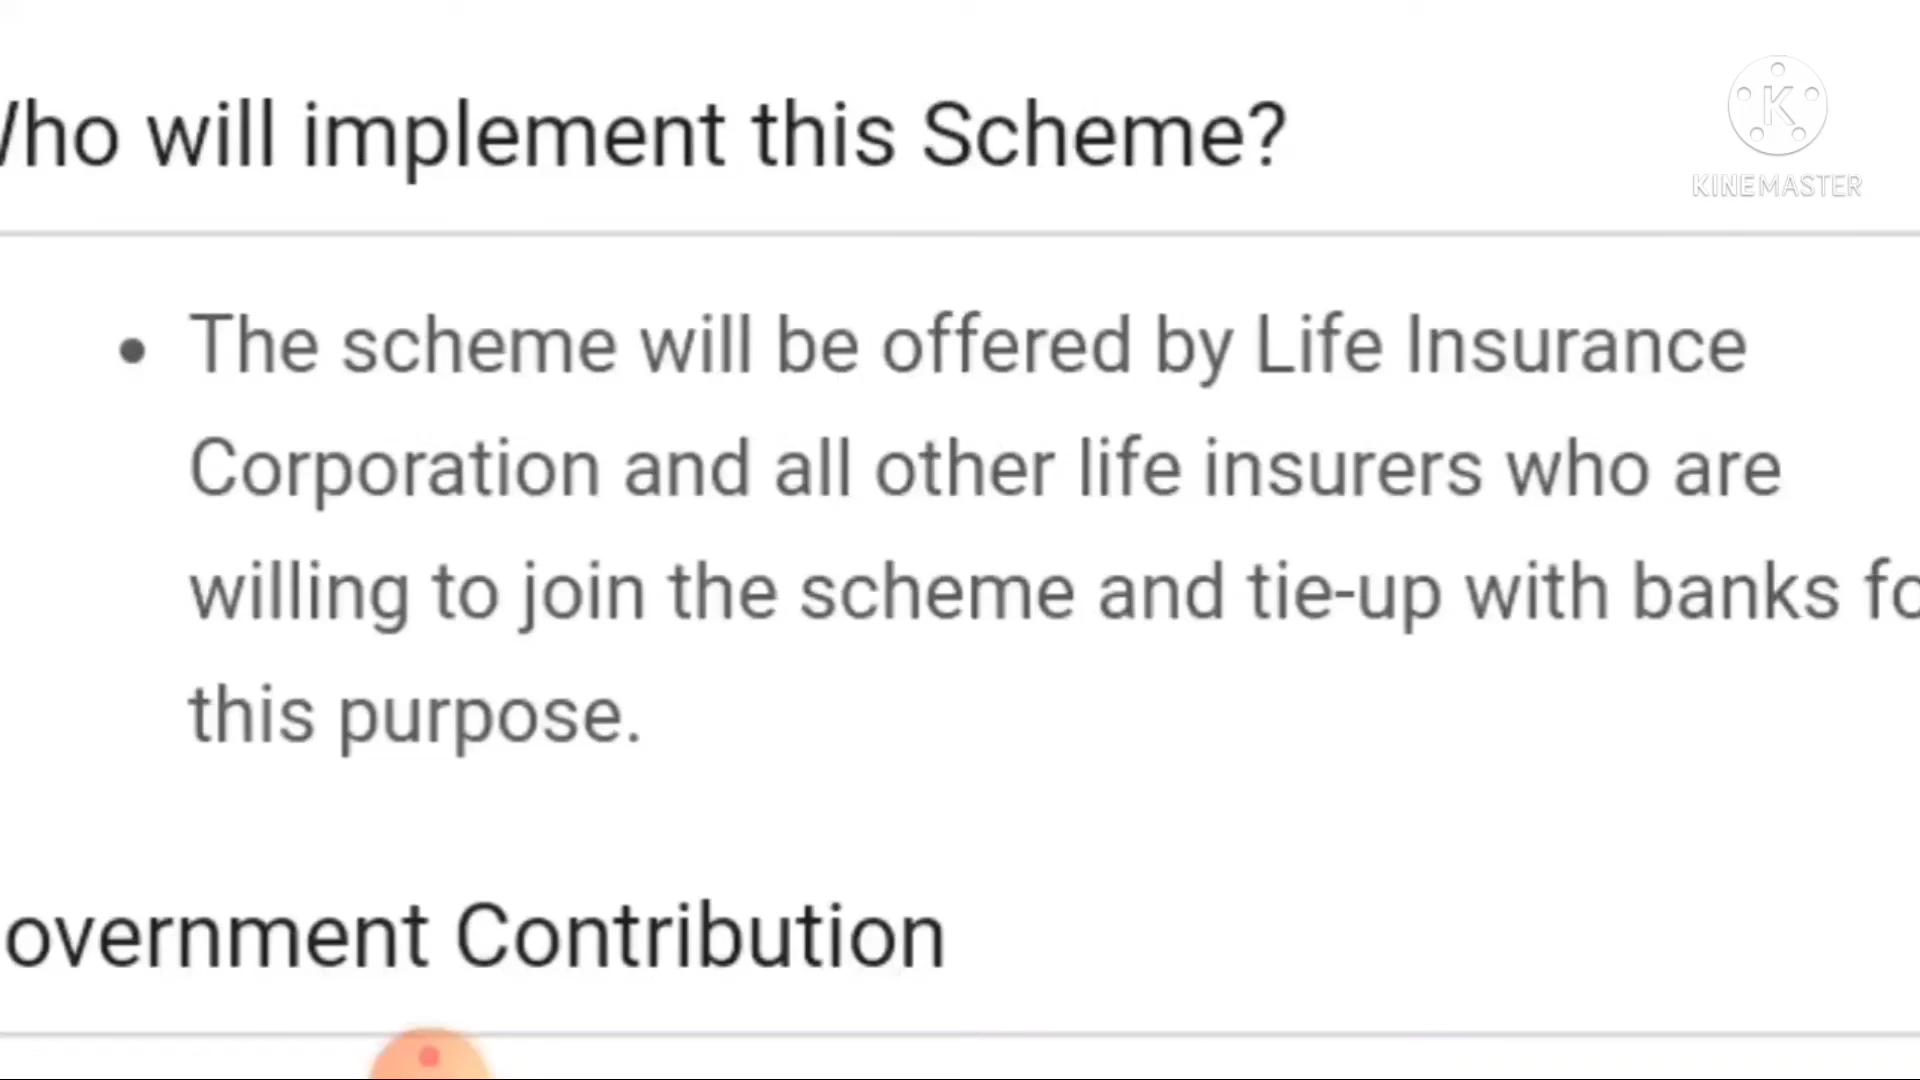 Who will implement this Scheme?
KINEMASTER
• The scheme will be offered by Life Insurance
Corporation and all other life insurers who are
willing to join the scheme and tie-up with banks fo
this purpose.
overnment Contribution